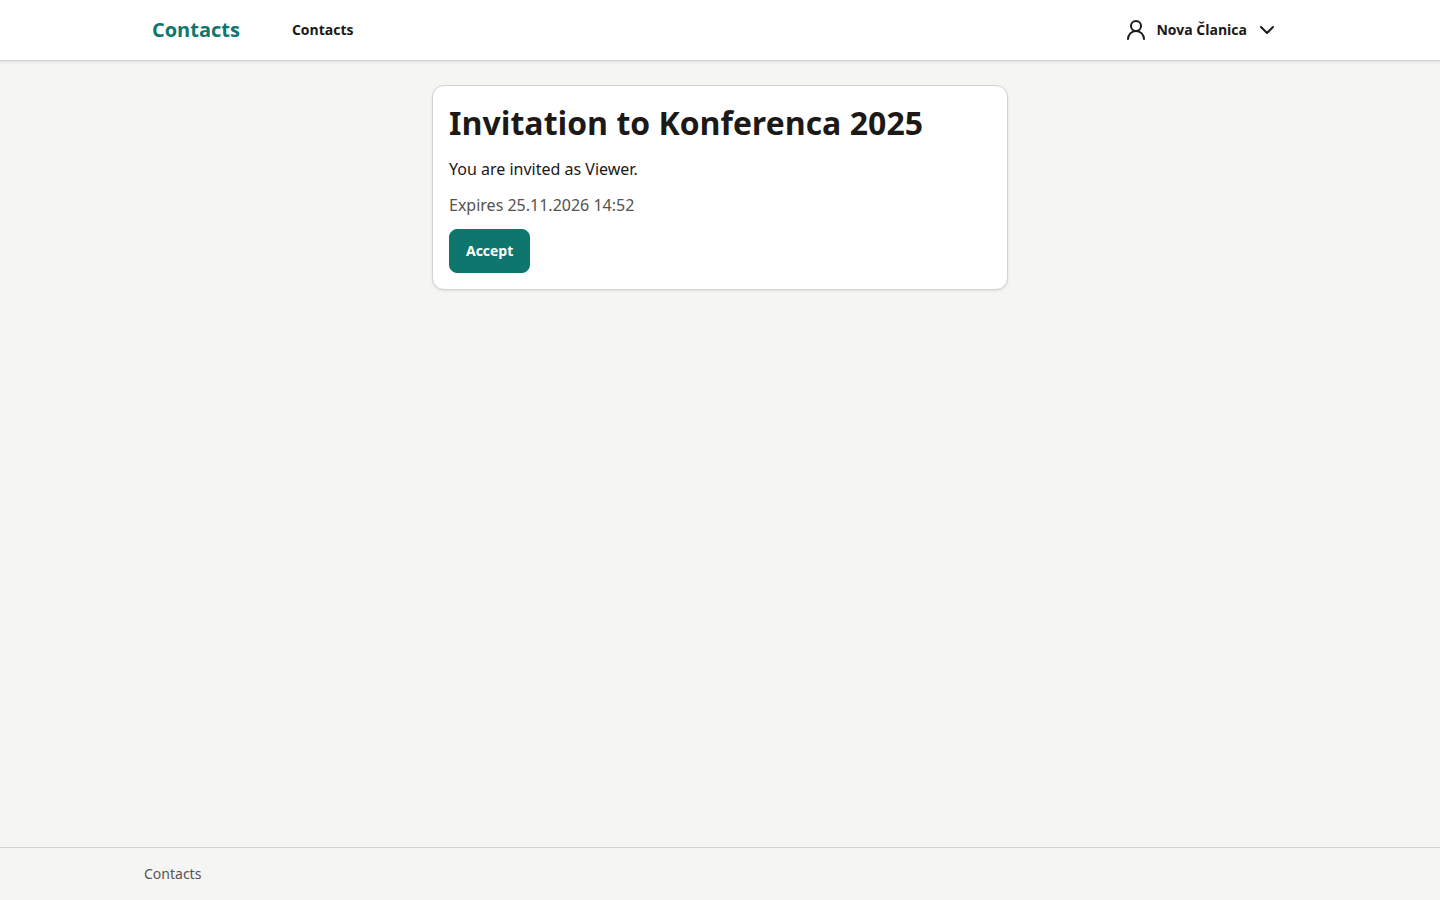 Contacts
Contacts
Nova Članica
Invitation to Konferenca 2025
You are invited as Viewer.
Expires 25.11.2026 14:52
Accept
Contacts